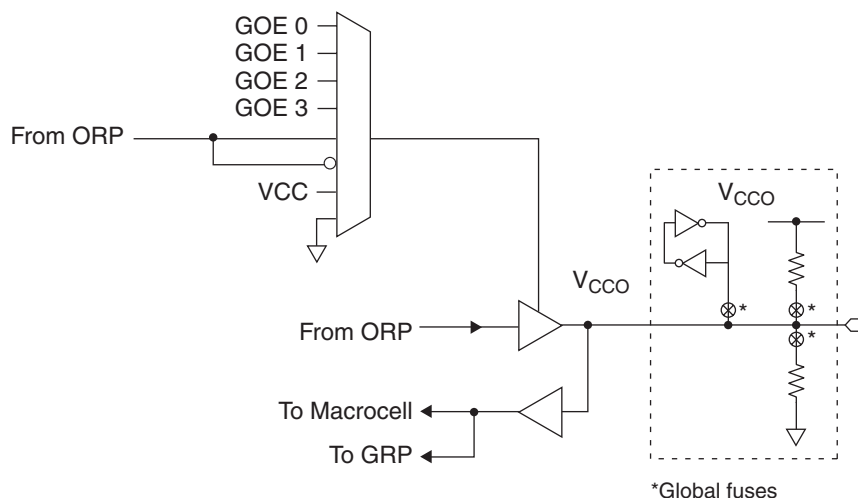 GOE 0
GOE 1
GOE 2
GOE 3
From ORP
VCC
VCCO
VCCO
*
*
*
From ORP
To Macrocell
To GRP
*Global fuses